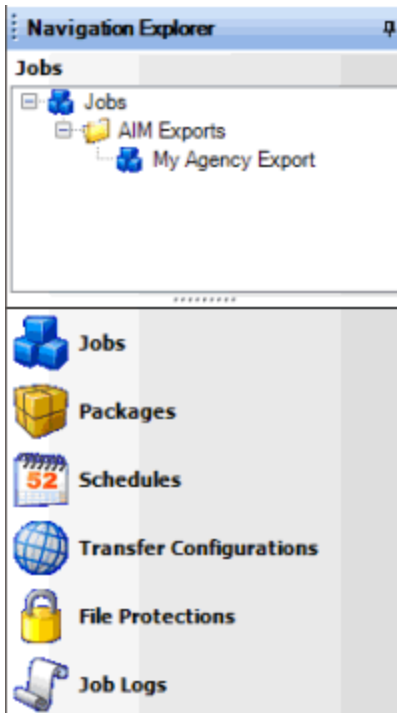 Navigation Explorer
Jobs
Jobs
AIM Exports
My Agency Export
Jobs
Packages
52
Schedules
Transfer Configurations
File Protections
Job Logs